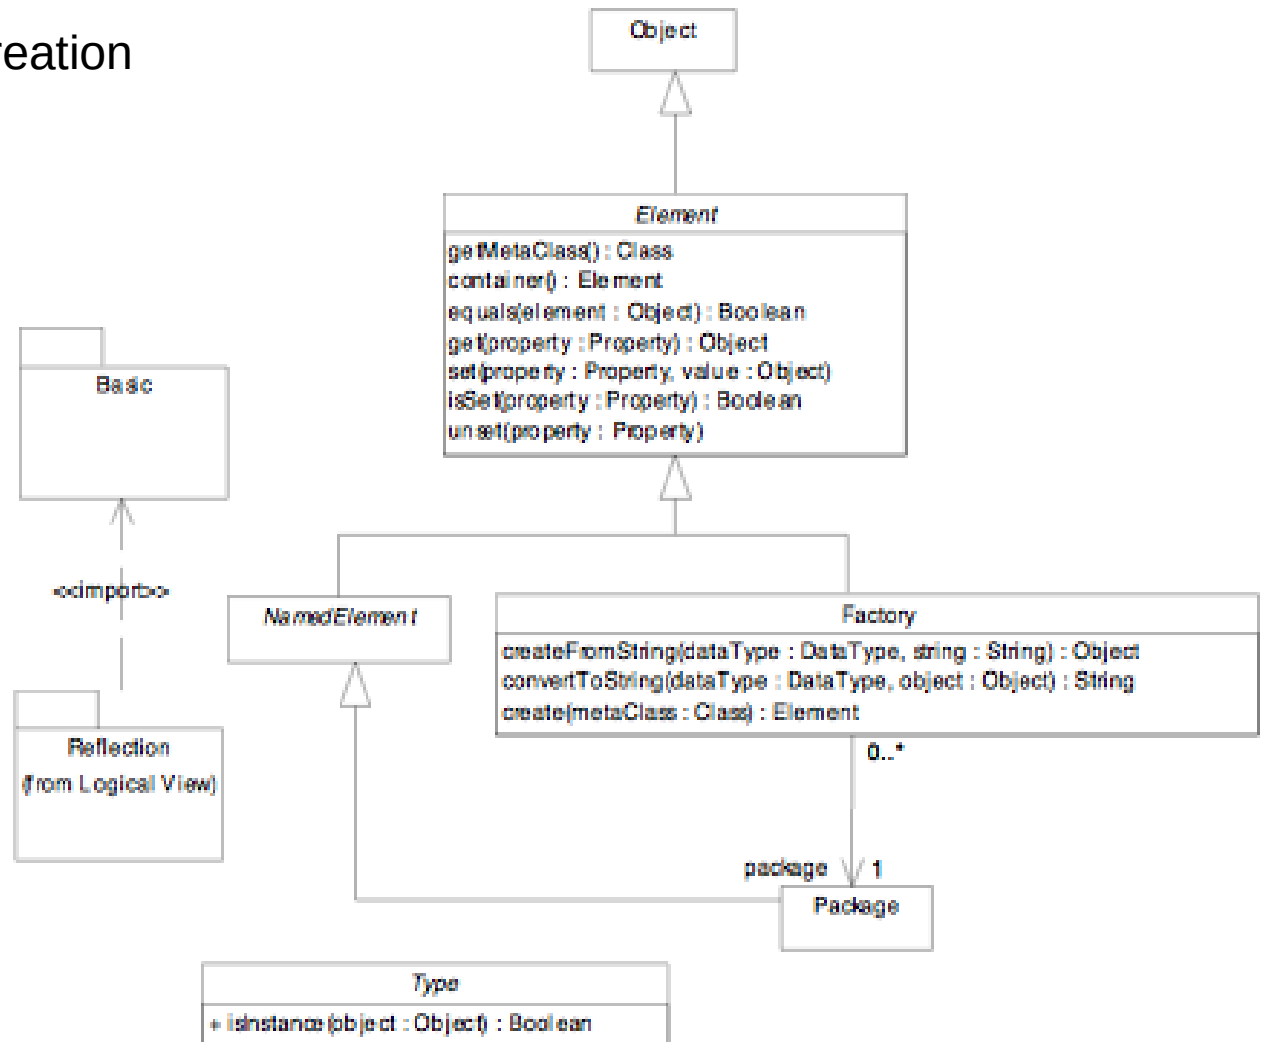 reation
Object
Element
getMetaClass() : Class
container() : Element
equals(element : Object) : Boolean
get(property : Property) : Object
set(property : Property, value : Object)
isSet(property : Property) : Boolean
unset(property : Property)
Basic
<<import>>
NamedElement
Factory
createFromString(dataType : DataType, string : String) : Object
convertToString(dataType : DataType, object : Object) : String
create(metaClass : Class) : Element
0..*
Reflection
(from Logical View)
package 1
Package
Type
+ isInstance(object : Object) : Boolean